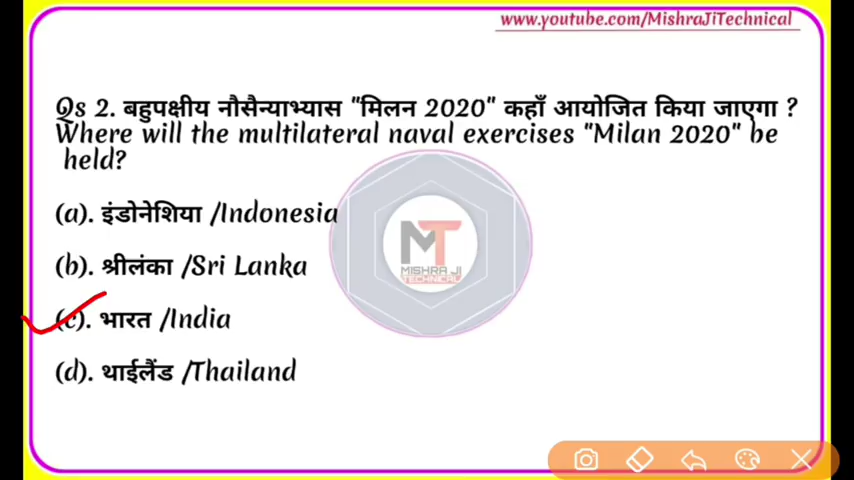 www.youtube.com/MishraJiTechnical
Qs 2. बहुपक्षीय नौसैन्याभ्यास "मिलन 2020" कहाँ आयोजित किया जाएगा ?
Where will the multilateral naval exercises "Milan 2020" be
held?
(a). इंडोनेशिया /Indonesia
(b). श्रीलंका /Sri Lanka
(c). भारत /India
(d). थाईलैंड /Thailand
MT
MISHRA JI
TECHNICAL